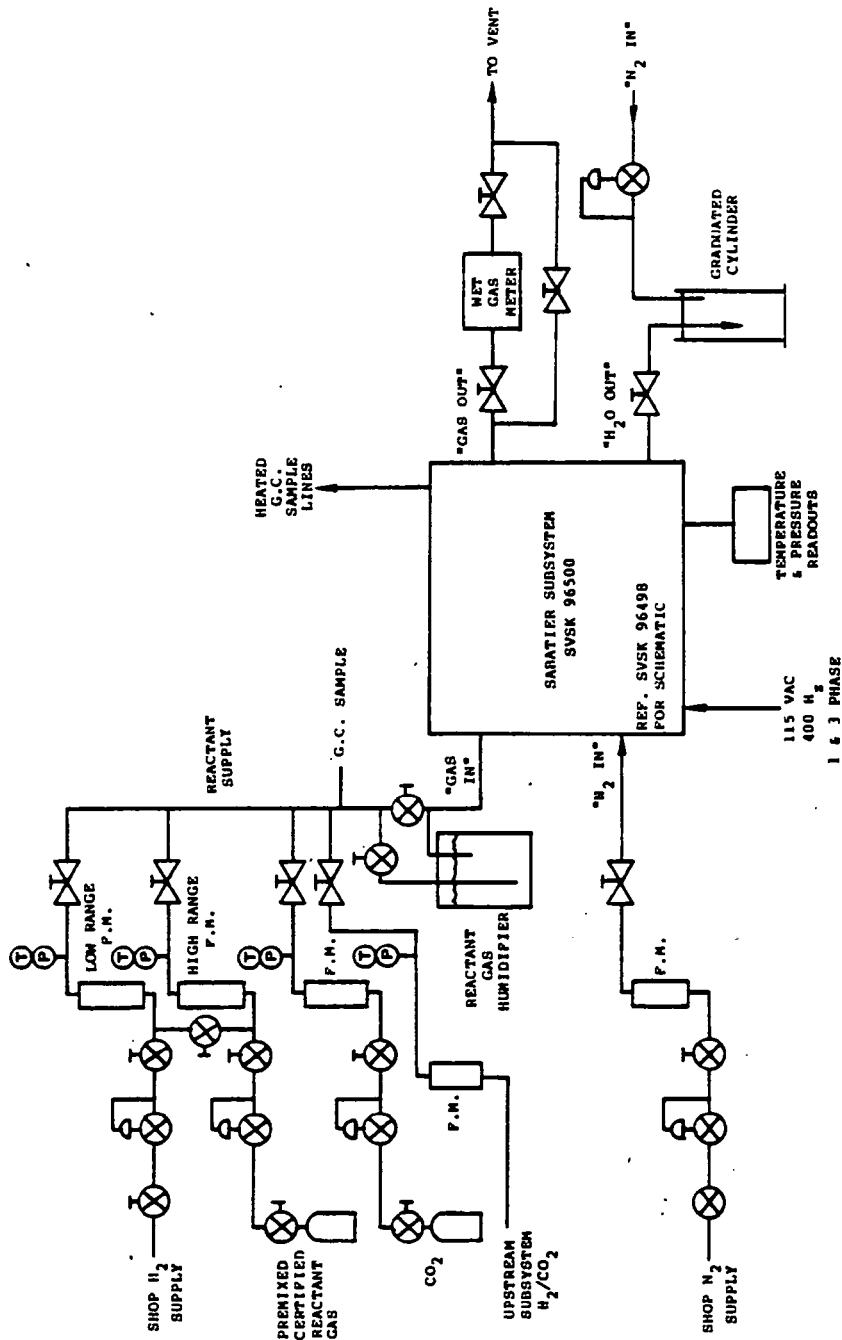 TO VENT
"N2 IN"
WET
GAS
METER
GRADUATED
CYLINDER
"GAS OUT"
"H2O OUT"
HEATED
G.C.
SAMPLE
LINES
SABATIER SUBSYSTEM
SVSK 96500
REF. SVSK 96498
FOR SCHEMATIC
TEMPERATURE
& PRESSURE
READOUTS
115 VAC
400 Hz
1 & 3 PHASE
REACTANT
SUPPLY
G.C. SAMPLE
"GAS
IN"
"N2 IN"
T
P
LOW RANGE
F.M.
T
P
HIGH RANGE
F.M.
T
P
F.M.
T
P
REACTANT
GAS
HUMIDIFIER
F.M.
F.M.
SHOP H2
SUPPLY
PREMIXED
CERTIFIED
REACTANT
GAS
CO2
UPSTREAM
SUBSYSTEM
H2/CO2
SHOP N2
SUPPLY